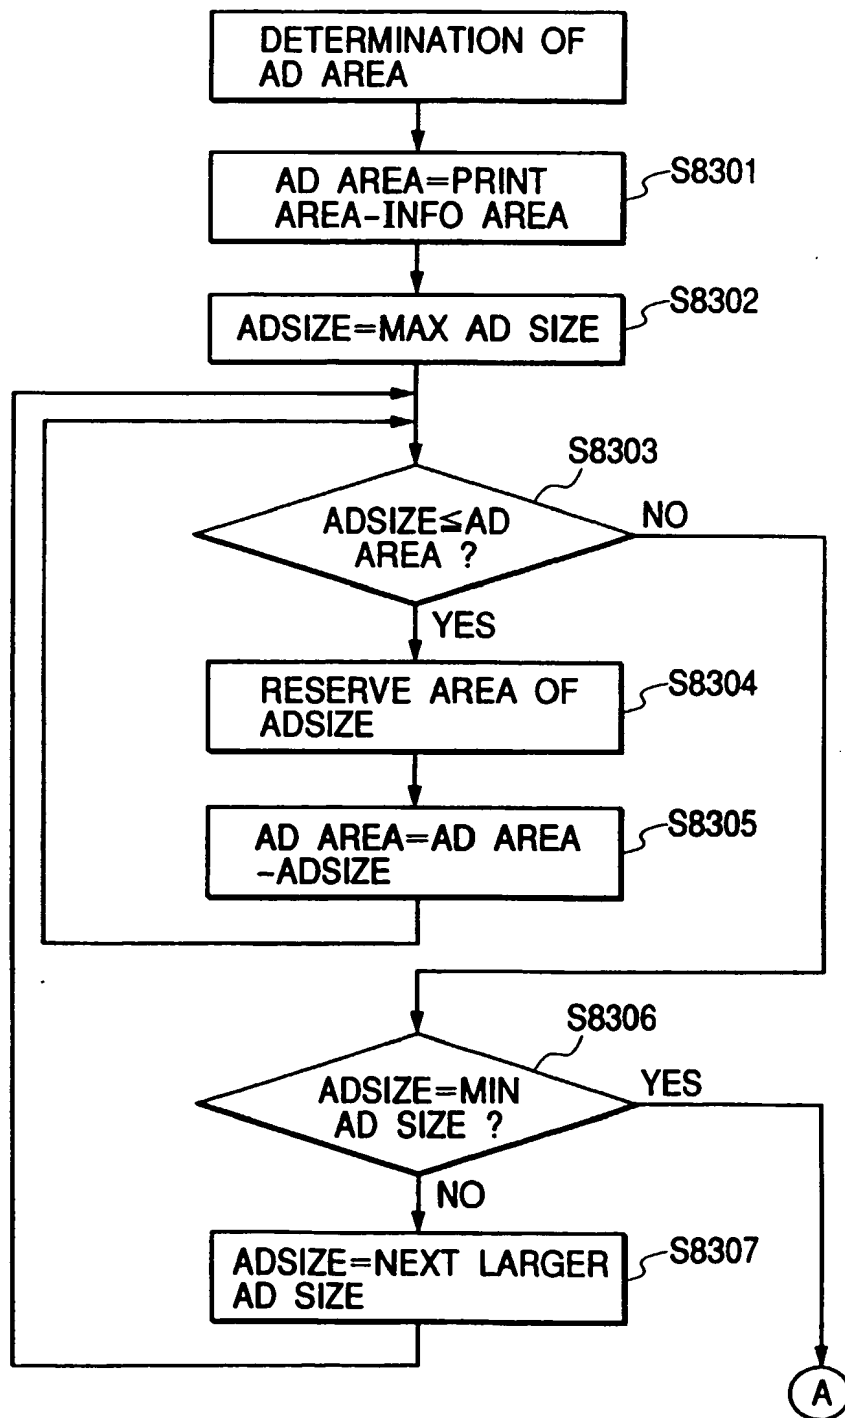 DETERMINATION OF
AD AREA
AD AREA=PRINT
AREA-INFO AREA
S8301
ADSIZE=MAX AD SIZE
S8302
S8303
ADSIZE≦AD
AREA ?
NO
YES
RESERVE AREA OF
ADSIZE
S8304
AD AREA=AD AREA
-ADSIZE
S8305
S8306
ADSIZE=MIN
AD SIZE ?
YES
NO
ADSIZE=NEXT LARGER
AD SIZE
S8307
A